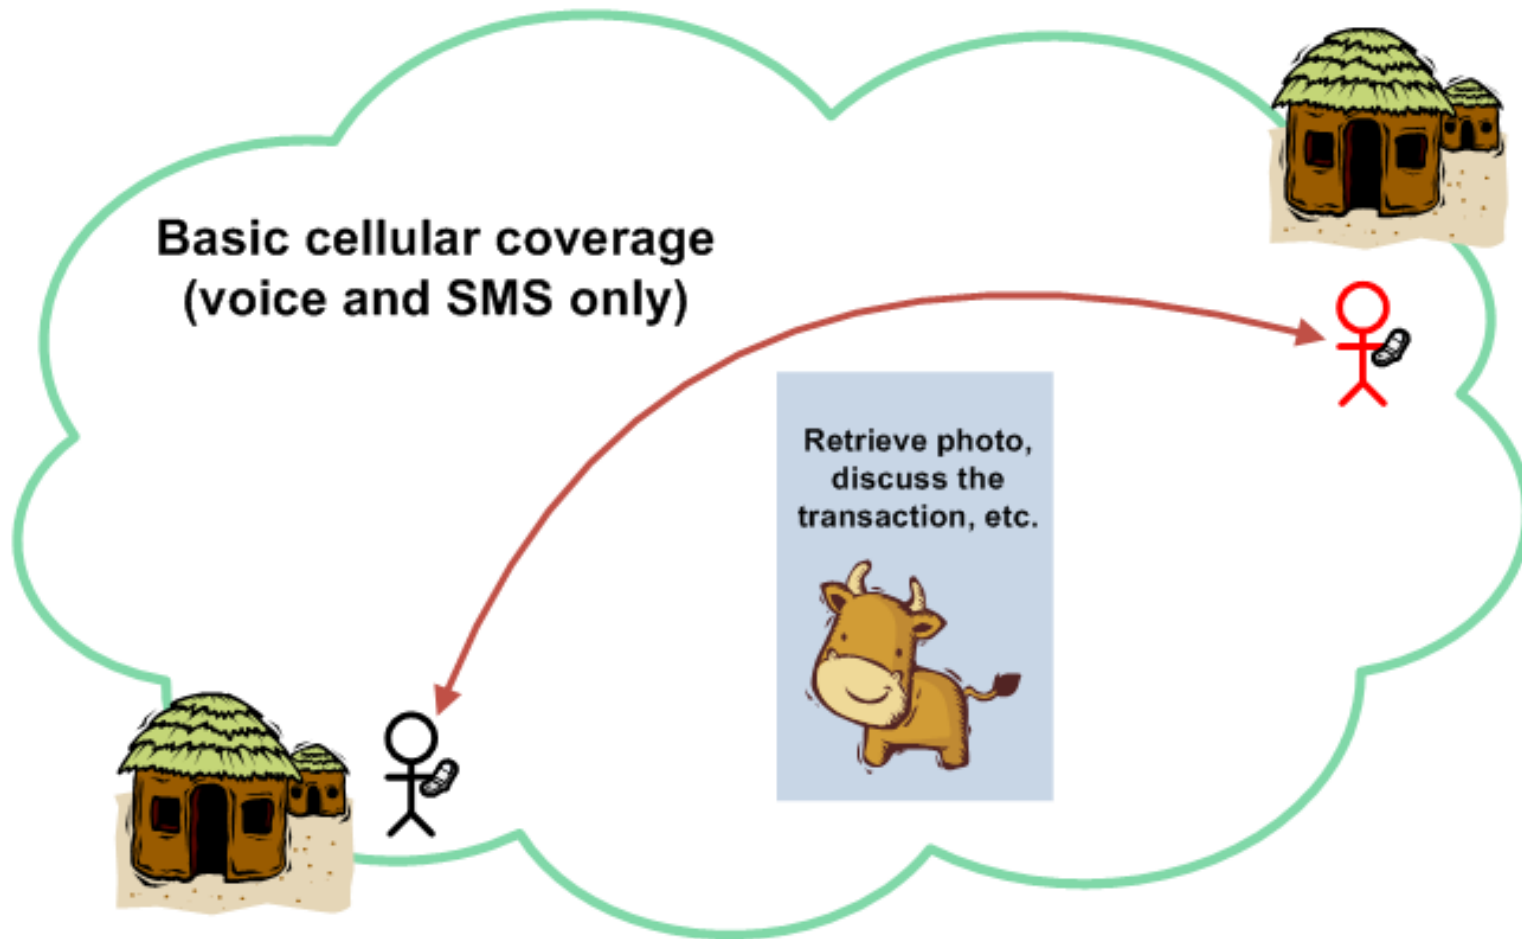 Basic cellular coverage
(voice and SMS only)
Retrieve photo,
discuss the
transaction, etc.